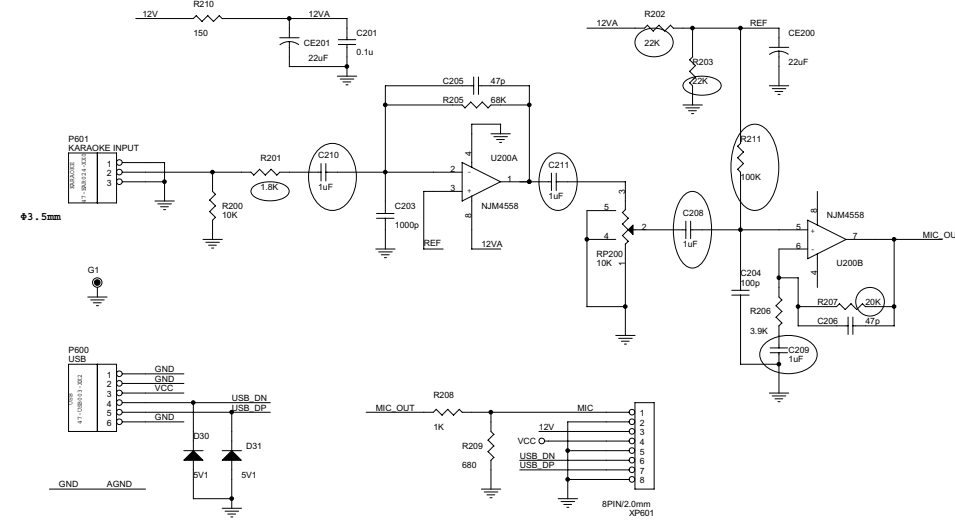 R210
12V
12VA
150
CE201
22uF
C201
0.1u
12VA
R202
22K
REF
R203
22K
CE200
22uF
C205
47p
R205
68K
P601
KARAOKE INPUT
1
2
3
Φ3.5mm
R200
10K
R201
1.8K
C210
1uF
C203
1000p
4
2
3
1
8
-
+
U200A
NJM4558
REF
12VA
C211
1uF
3
5
4
2
1
RP200
10K
C208
1uF
R211
100K
NJM4558
8
5
6
7
4
+
-
U200B
C204
100p
R206
3.9K
R207
20K
C206
47p
C209
1uF
G1
P600
USB
47-USB003-XX2
USB
1
2
3
4
5
6
GND
GND
VCC
USB_DN
USB_DP
GND
D30
5V1
D31
5V1
GND
AGND
MIC_OUT
R208
1K
R209
680
MIC
12V
VCC
USB_DN
USB_DP
1
2
3
4
5
6
7
8
8PIN/2.0mm
XP601